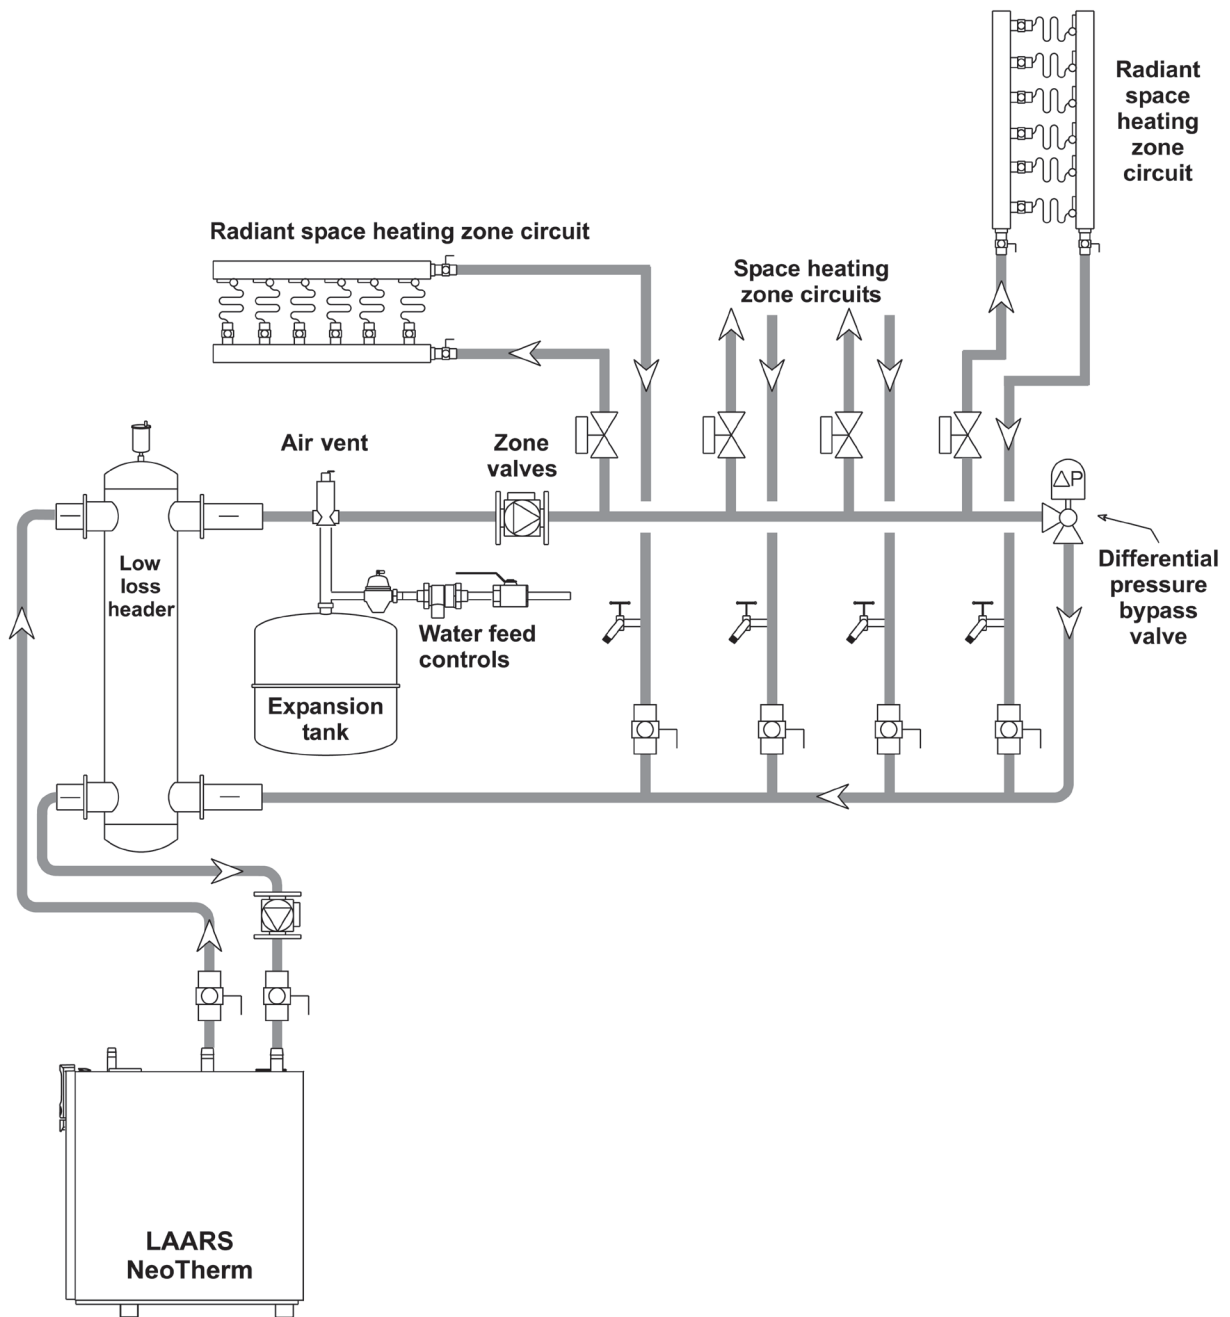 Radiant
space
heating
zone
circuit
Radiant space heating zone circuit
Space heating
zone circuits
Air vent
Zone
valves
ΔP
Low
loss
header
Differential
pressure
bypass
valve
Water feed
controls
Expansion
tank
LAARS
NeoTherm